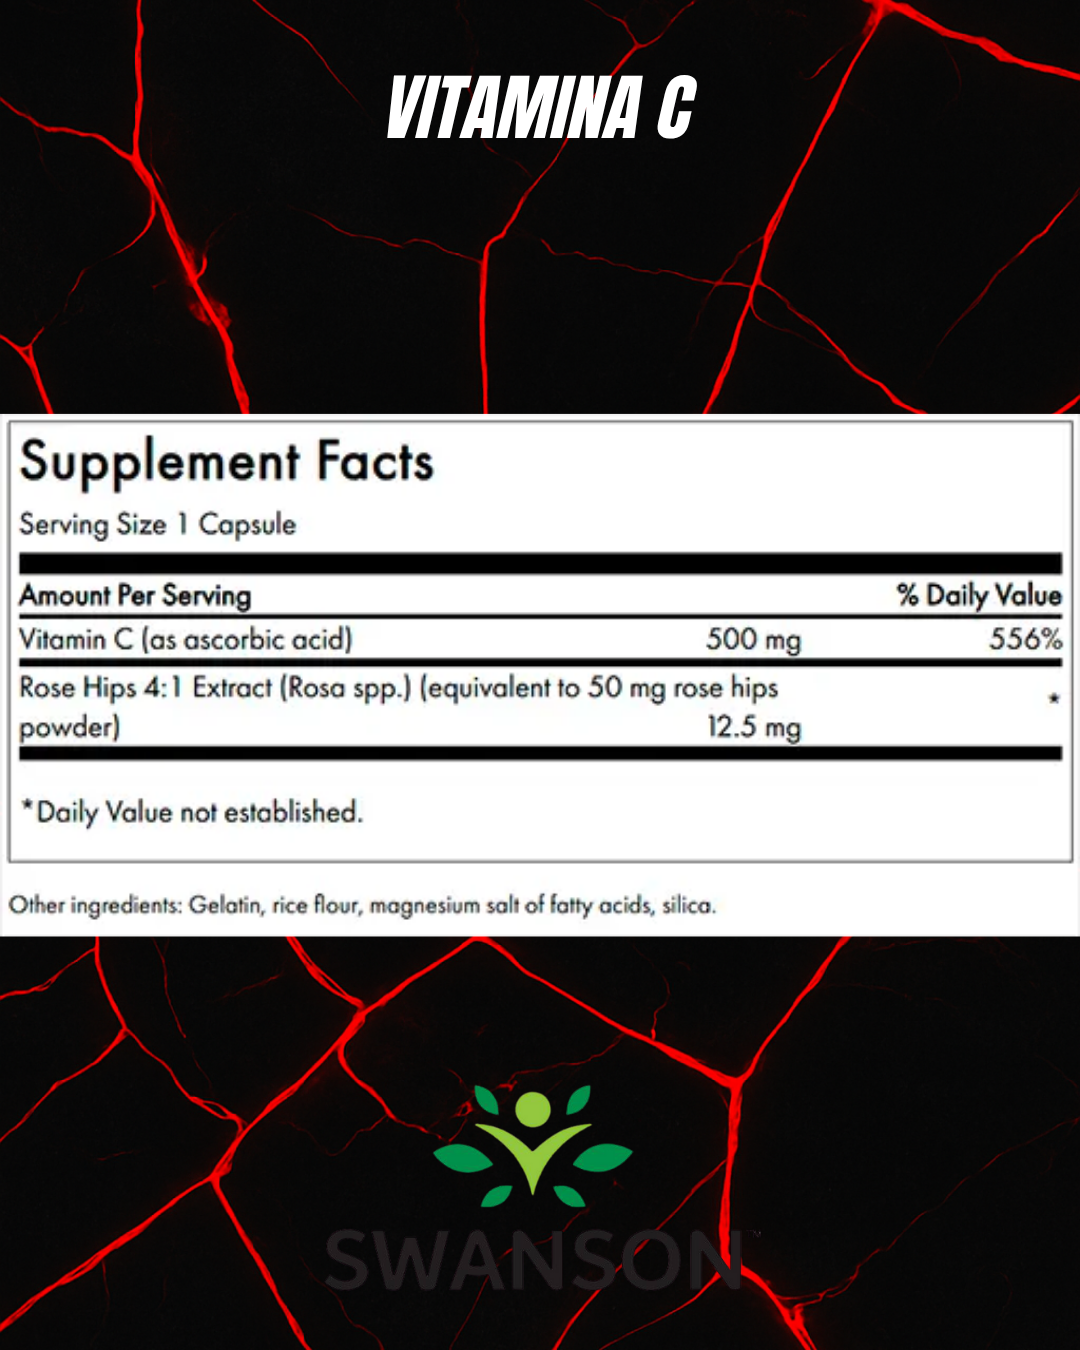 VITAMINA C
Supplement Facts
Serving Size 1 Capsule
Amount Per Serving % Daily Value
Vitamin C (as ascorbic acid) 500 mg 556%
Rose Hips 4:1 Extract (Rosa spp.) (equivalent to 50 mg rose hips
powder) 12.5 mg *
*Daily Value not established.
Other ingredients: Gelatin, rice flour, magnesium salt of fatty acids, silica.
SWANSON™